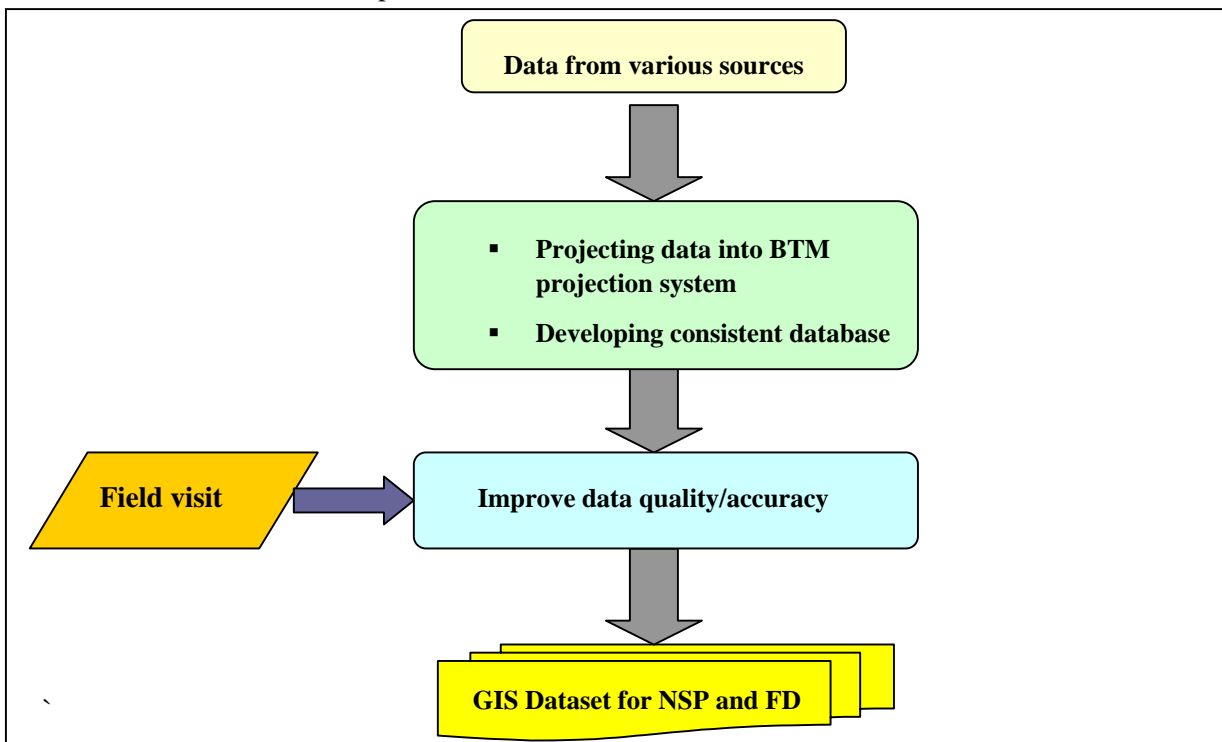 Data from various sources
▪ Projecting data into BTM
projection system
▪ Developing consistent database
Field visit
Improve data quality/accuracy
GIS Dataset for NSP and FD
`